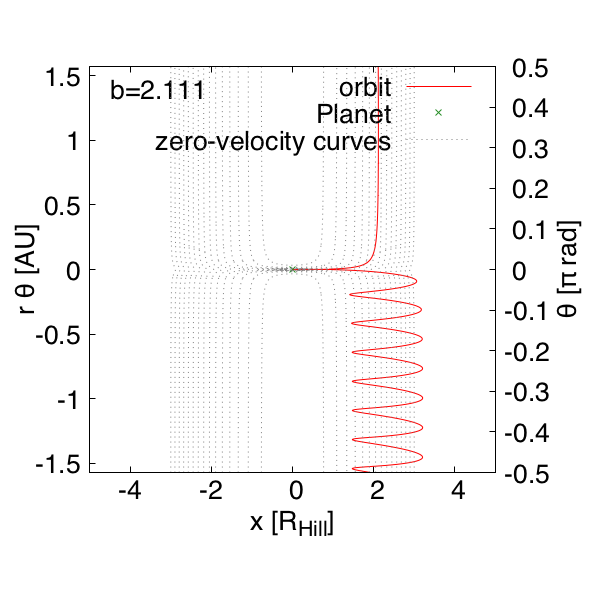 b=2.111
orbit
Planet
zero-velocity curves
1.5
1
0.5
0
-0.5
-1
-1.5
r θ [AU]
0.5
0.4
0.3
0.2
0.1
0
-0.1
-0.2
-0.3
-0.4
-0.5
θ [π rad]
-4 -2 0 2 4
x [R_Hill]